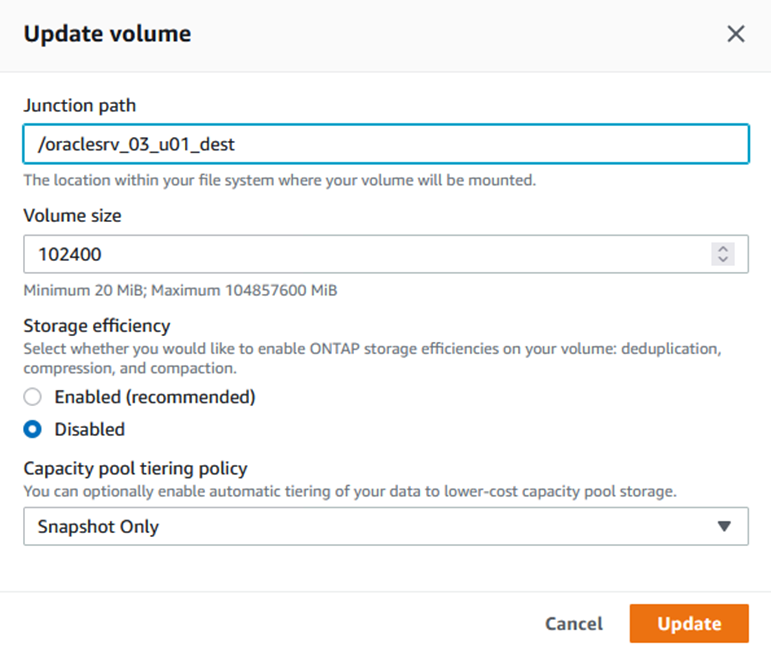 Update volume
Junction path
/oraclesrv_03_u01_dest
The location within your file system where your volume will be mounted.
Volume size
102400
Minimum 20 MiB; Maximum 104857600 MiB
Storage efficiency
Select whether you would like to enable ONTAP storage efficiencies on your volume: deduplication,
compression, and compaction.
Enabled (recommended)
Disabled
Capacity pool tiering policy
You can optionally enable automatic tiering of your data to lower-cost capacity pool storage.
Snapshot Only
Cancel Update